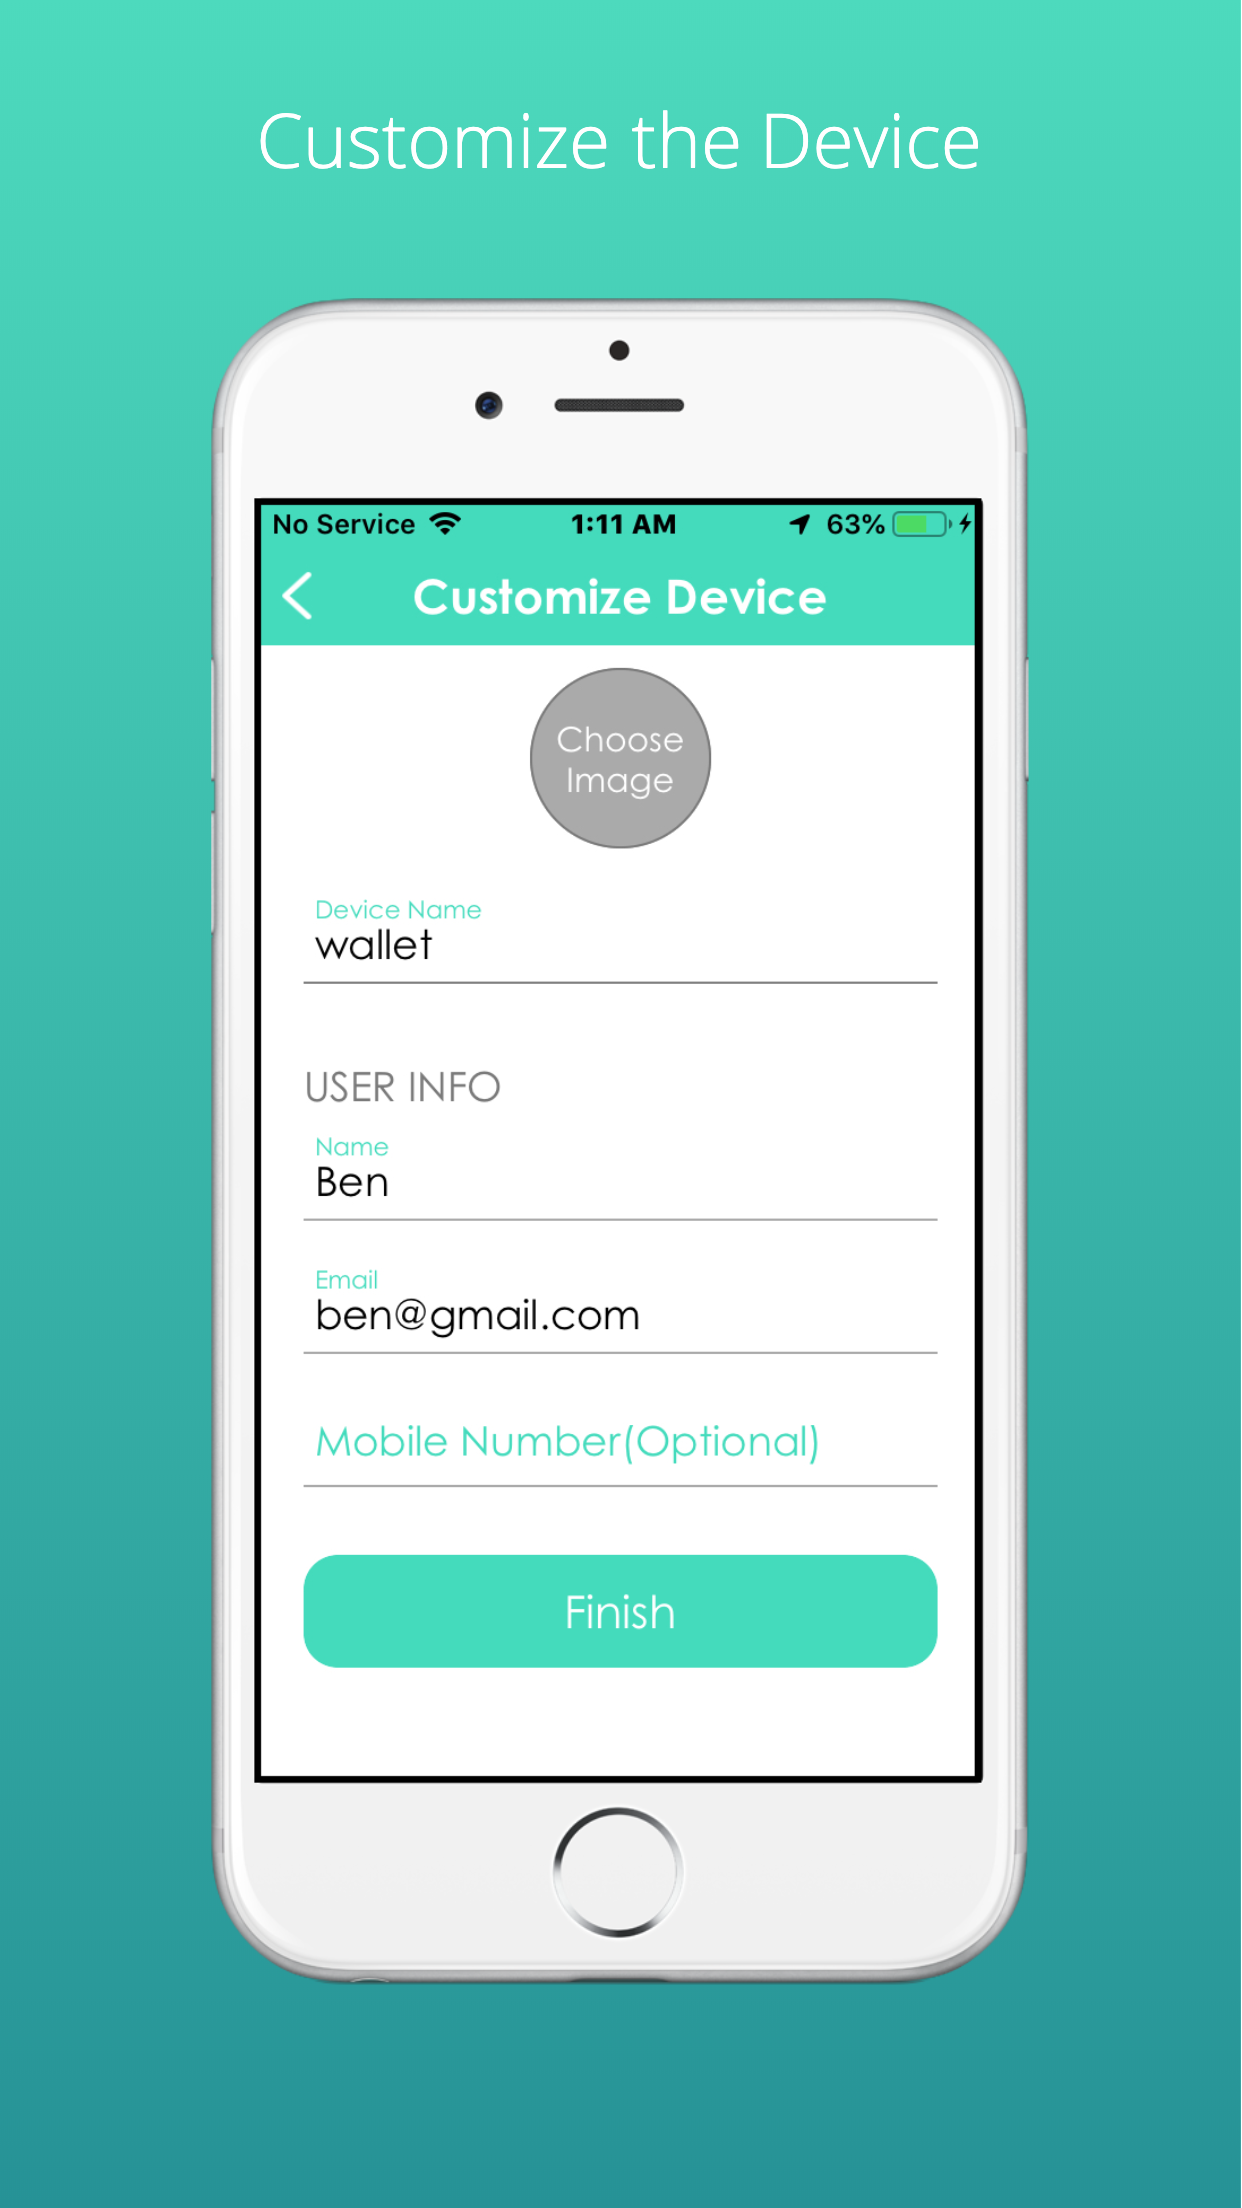 Customize the Device
No Service 1:11 AM 63%
Customize Device
Choose
Image
Device Name
wallet
USER INFO
Name
Ben
Email
ben@gmail.com
Mobile Number(Optional)
Finish